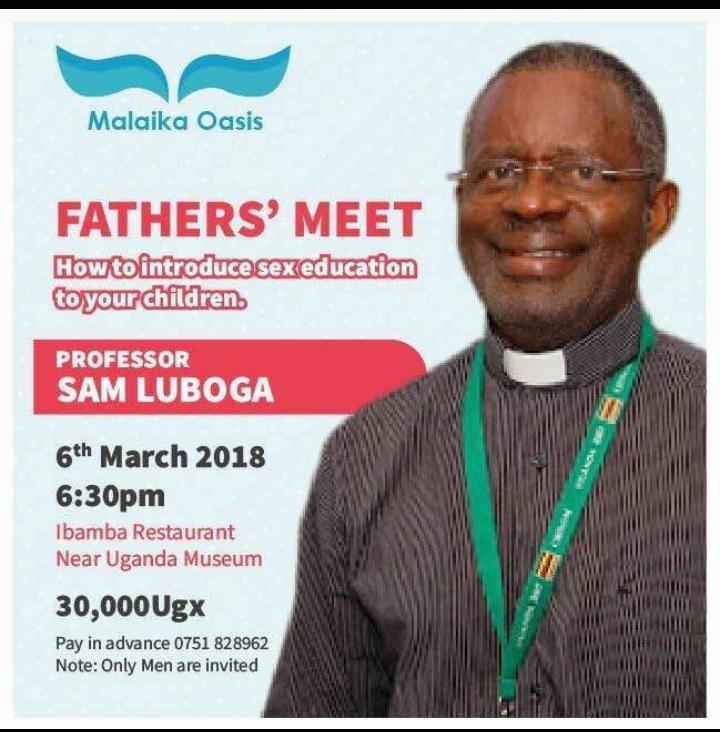 Malaika Oasis
FATHERS' MEET
How to introduce sex education
to your children.
PROFESSOR
SAM LUBOGA
6th March 2018
6:30pm
Ibamba Restaurant
Near Uganda Museum
30,000Ugx
Pay in advance 0751 828962
Note: Only Men are invited